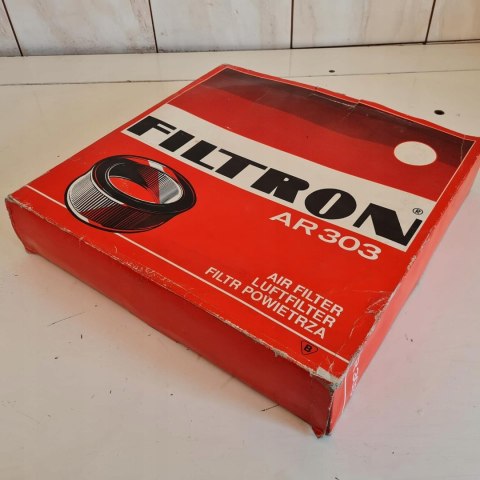 FILTRON®
AR 303
AIR FILTER
LUFTFILTER
FILTR POWIETRZA
B